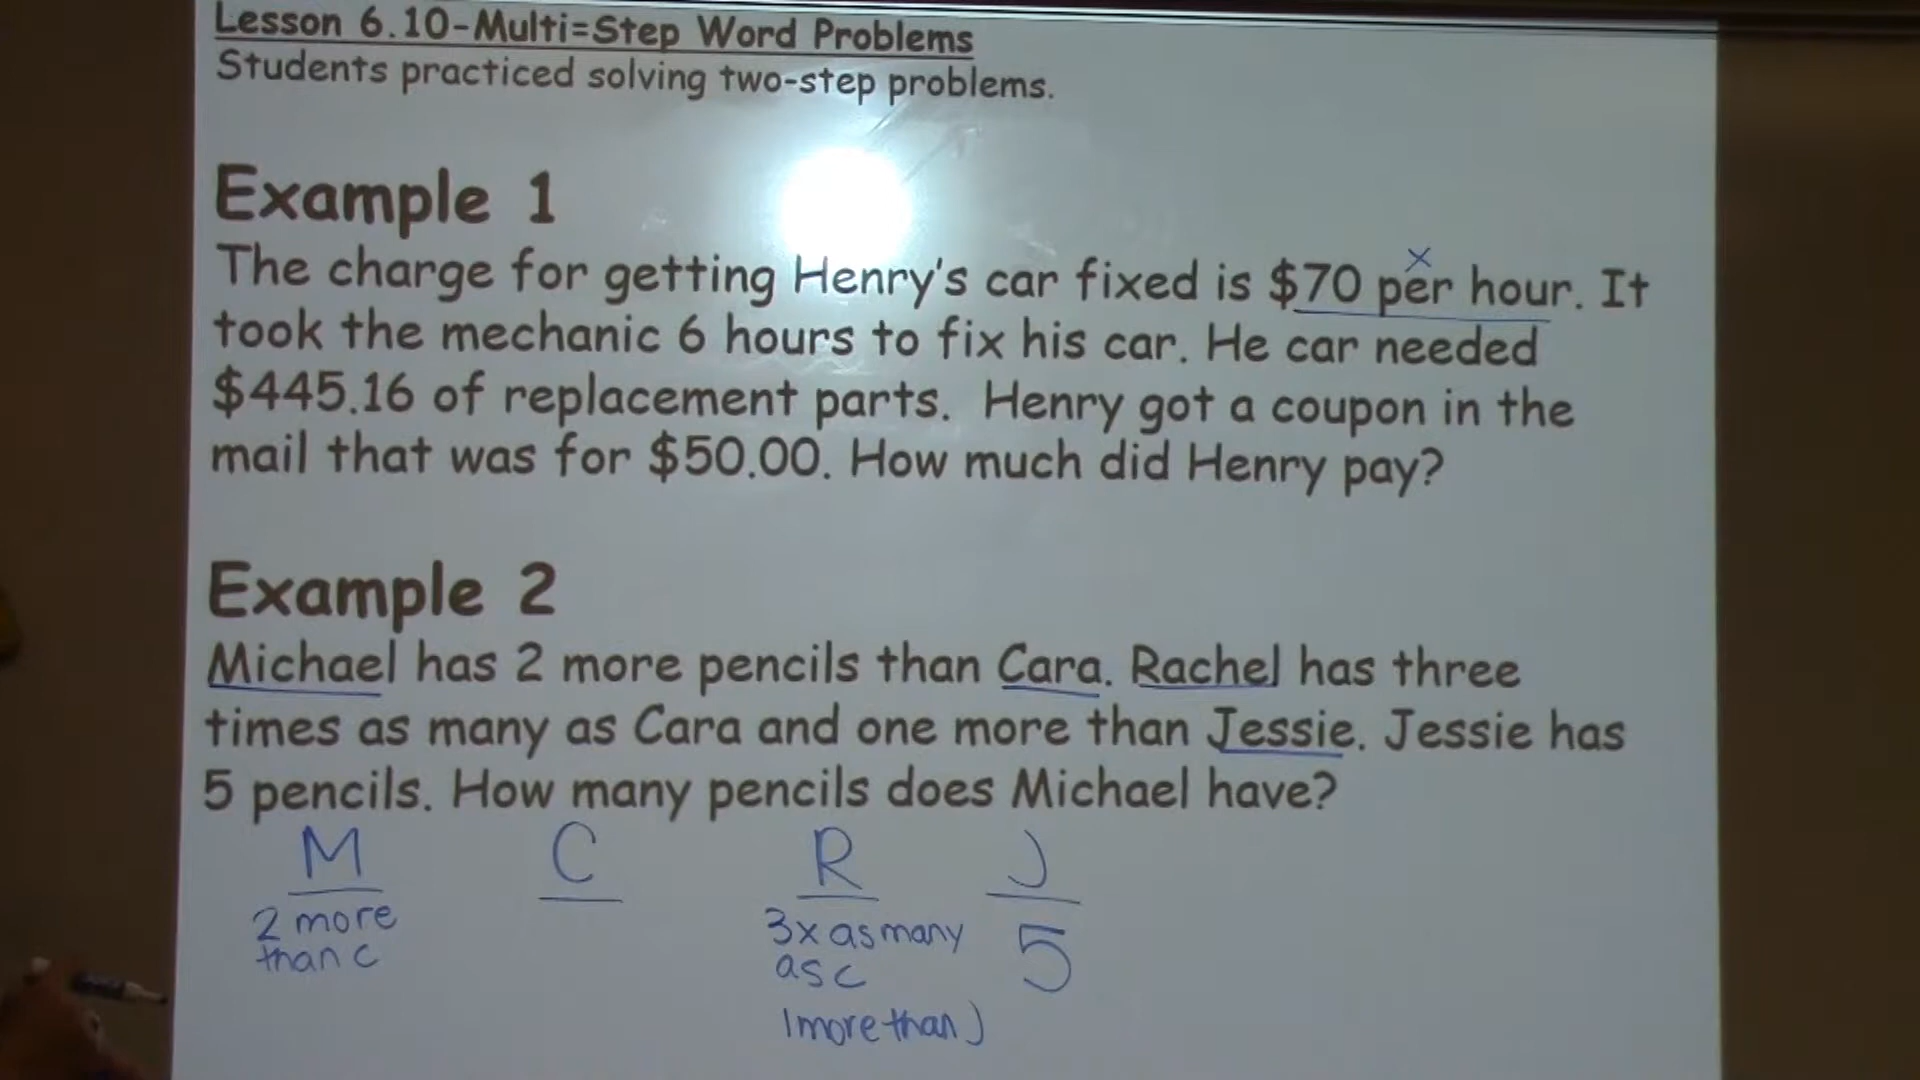 Lesson 6.10-Multi=Step Word Problems
Students practiced solving two-step problems.
Example 1
x
The charge for getting Henry's car fixed is $70 per hour. It
took the mechanic 6 hours to fix his car. He car needed
$445.16 of replacement parts. Henry got a coupon in the
mail that was for $50.00. How much did Henry pay?
Example 2
Michael has 2 more pencils than Cara. Rachel has three
times as many as Cara and one more than Jessie. Jessie has
5 pencils. How many pencils does Michael have?
M C R J
2 more 3x as many 5
than c as c
1 more than J